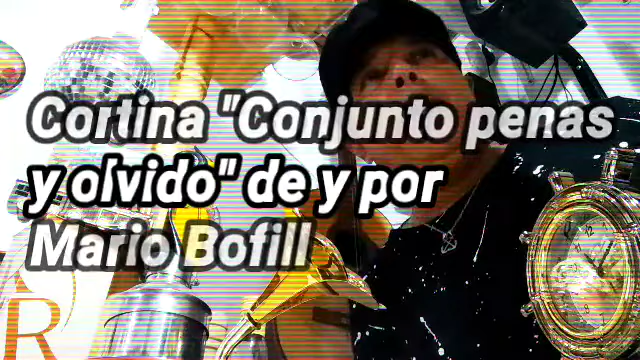 Cortina "Conjunto penas
y olvido" de y por
Mario Bofill
R